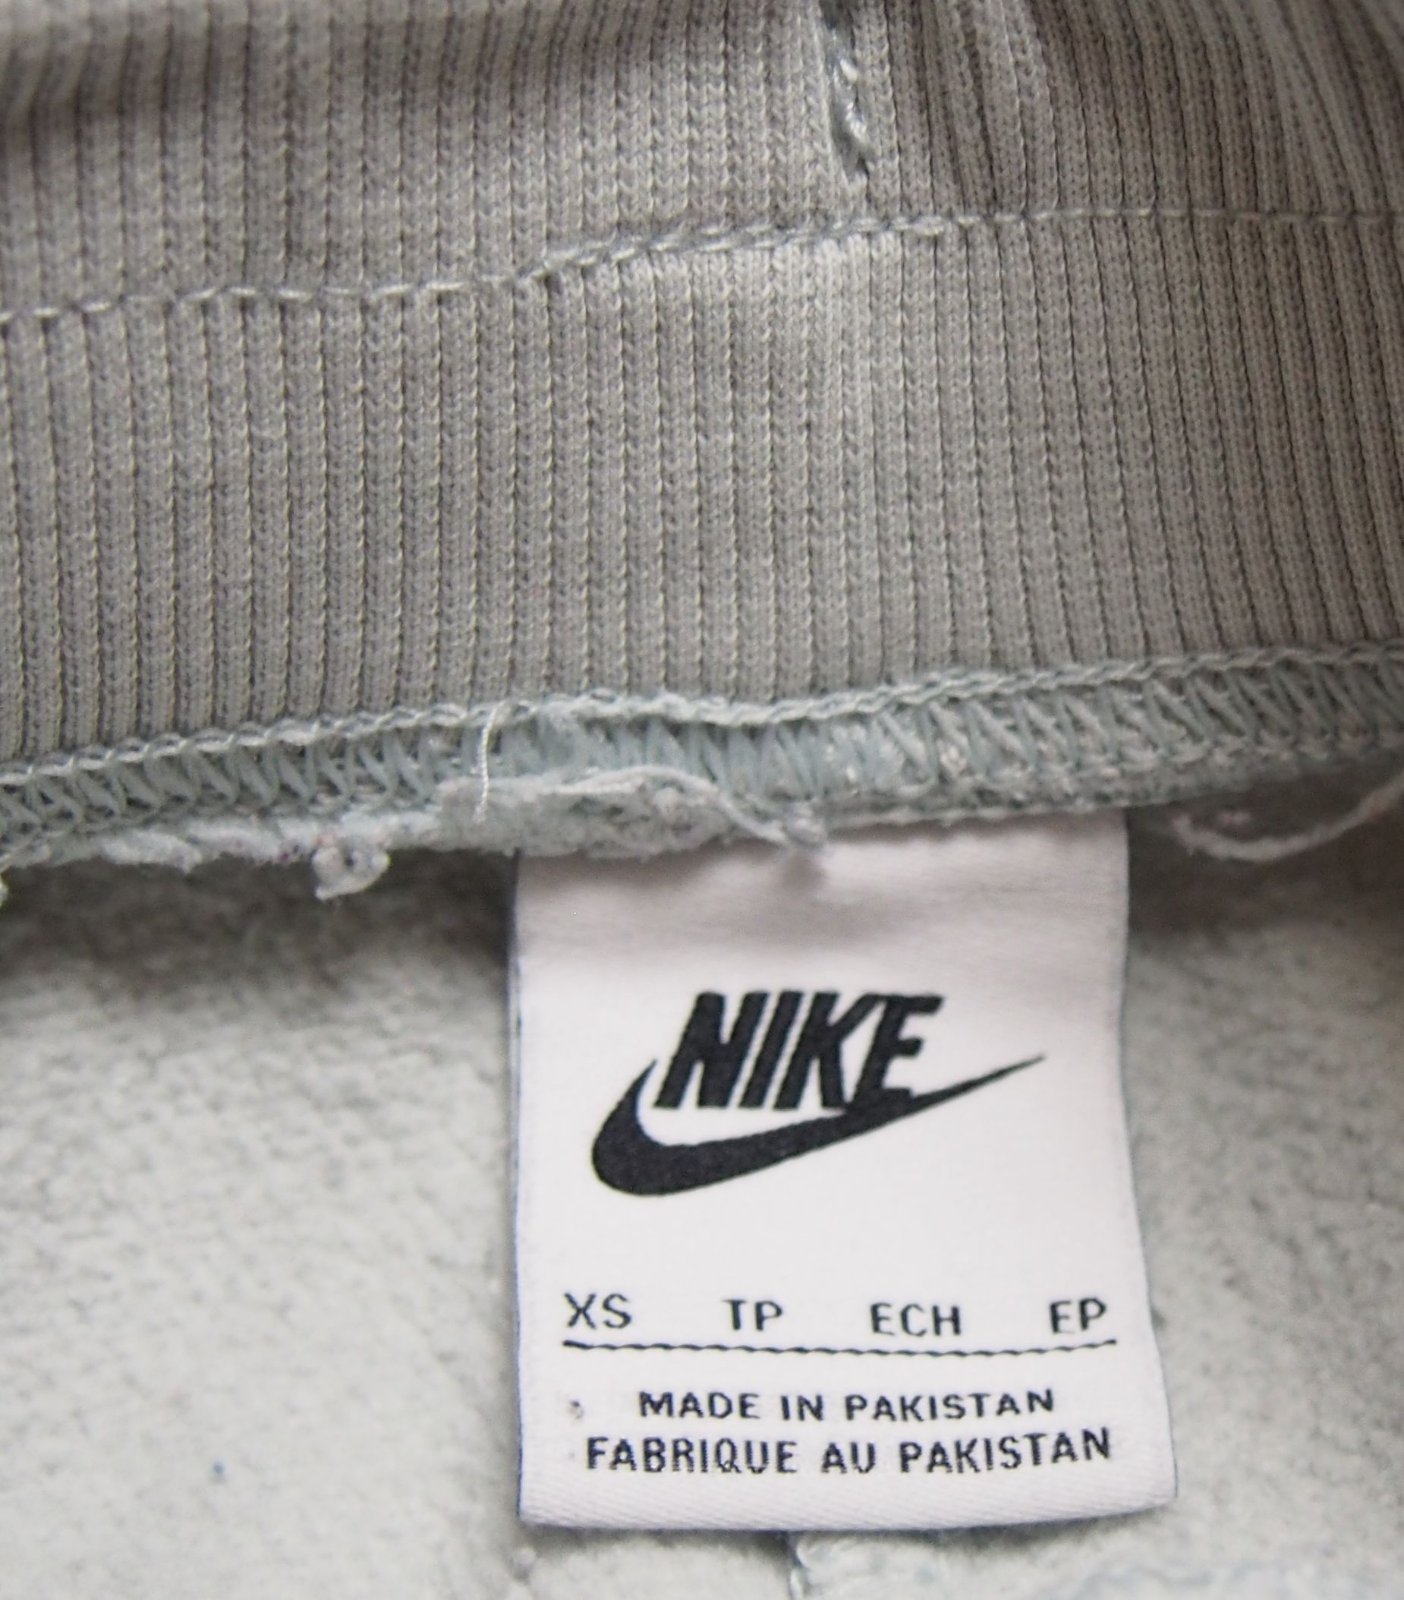 NIKE
XS TP ECH EP
MADE IN PAKISTAN
FABRIQUE AU PAKISTAN